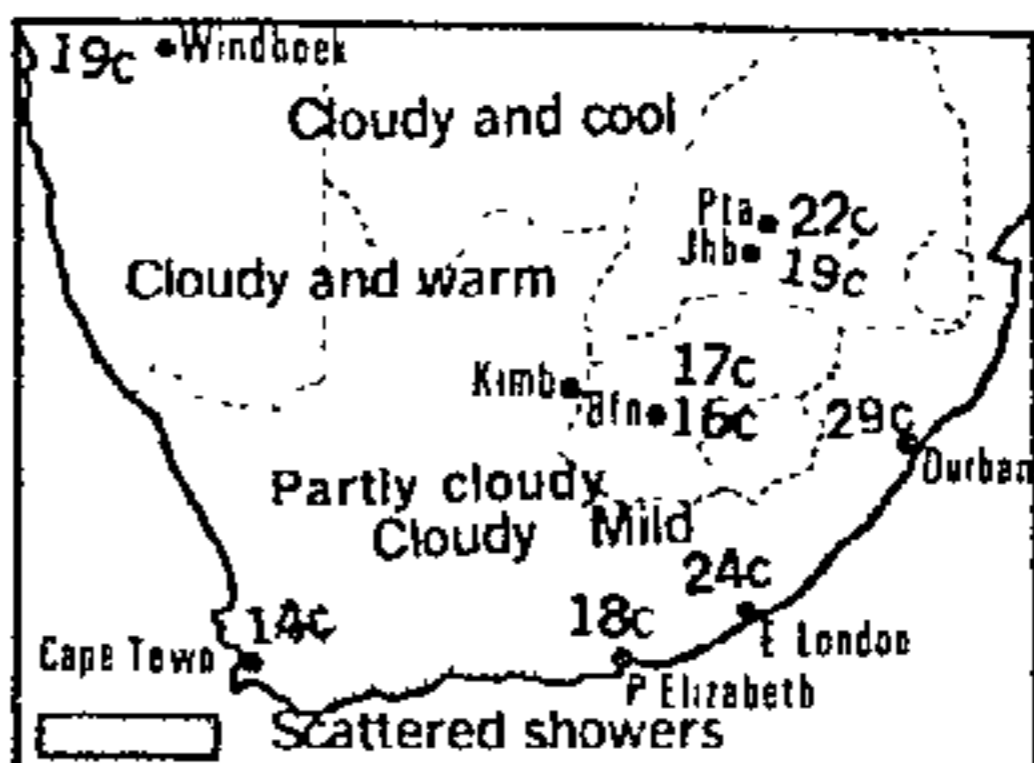 19c Windhoek
Cloudy and cool
Pta 22c
Jhb 19c
Cloudy and warm
17c
Kimb
Bfn 16c
29c
Durban
Partly cloudy
Cloudy Mild
24c
14c
18c
E London
Cape Town
P Elizabeth
Scattered showers